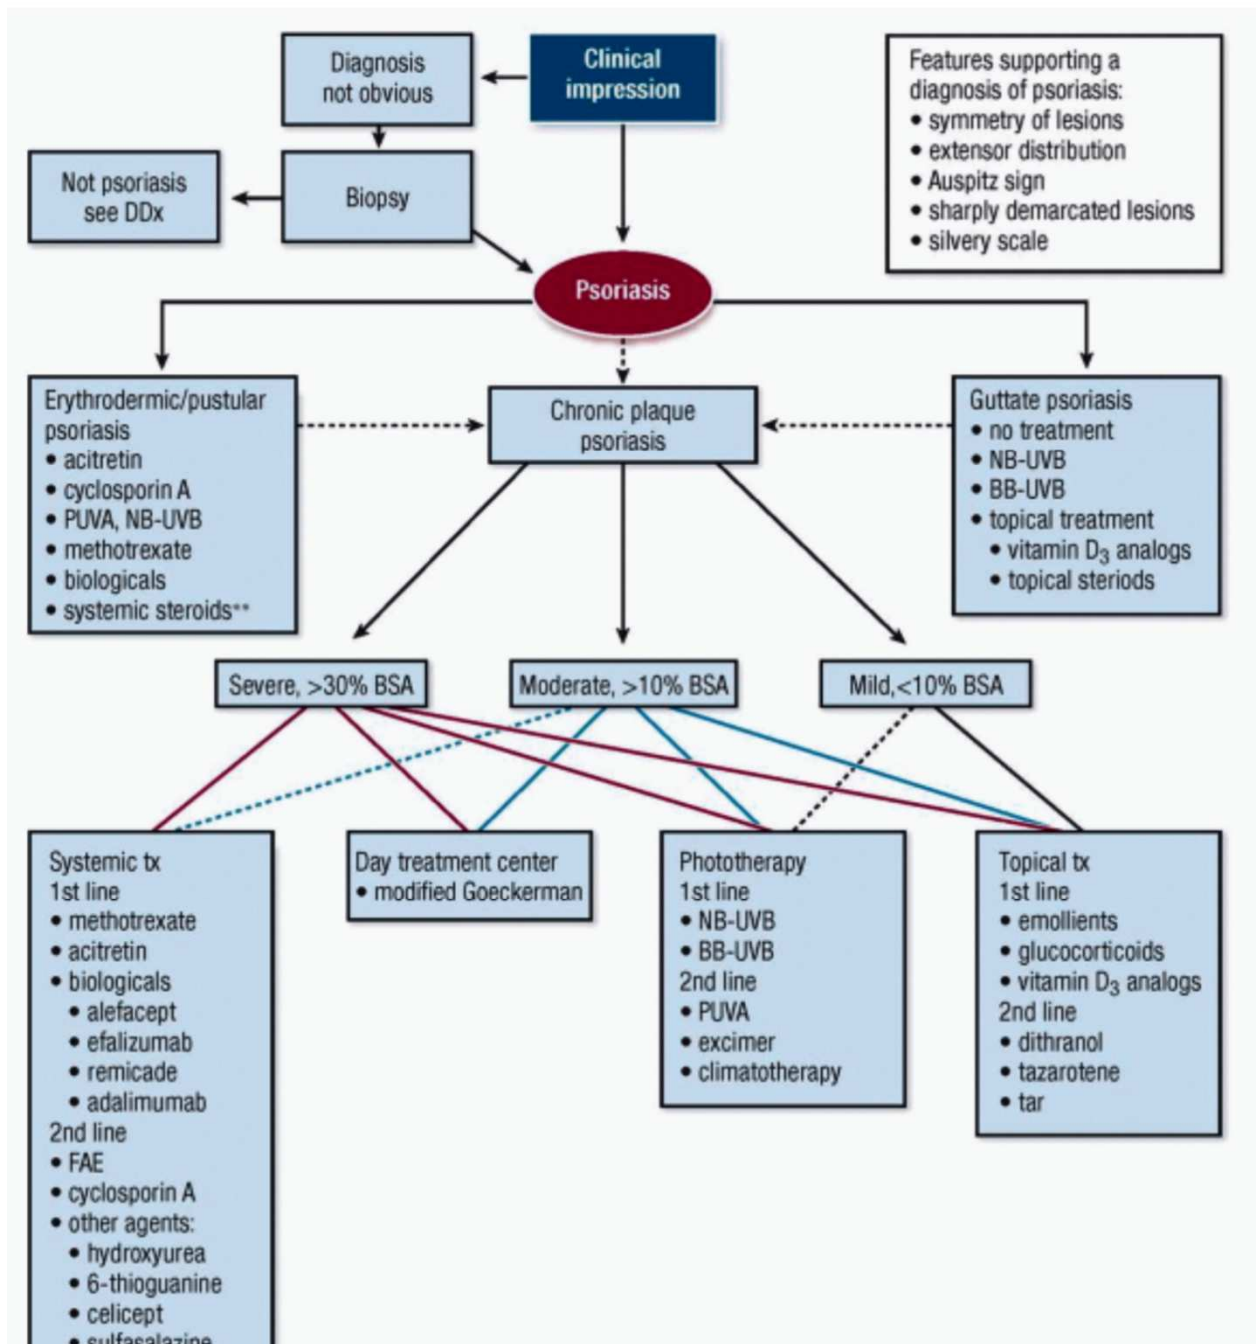 Diagnosis
not obvious
Clinical
impression
Features supporting a
diagnosis of psoriasis:
• symmetry of lesions
• extensor distribution
• Auspitz sign
• sharply demarcated lesions
• silvery scale
Not psoriasis
see DDx
Biopsy
Psoriasis
Erythrodermic/pustular
psoriasis
• acitretin
• cyclosporin A
• PUVA, NB-UVB
• methotrexate
• biologicals
• systemic steroids**
Chronic plaque
psoriasis
Guttate psoriasis
• no treatment
• NB-UVB
• BB-UVB
• topical treatment
• vitamin D3 analogs
• topical steriods
Severe, >30% BSA
Moderate, >10% BSA
Mild,<10% BSA
Systemic tx
1st line
• methotrexate
• acitretin
• biologicals
• alefacept
• efalizumab
• remicade
• adalimumab
2nd line
• FAE
• cyclosporin A
• other agents:
• hydroxyurea
• 6-thioguanine
• celicept
• sulfasalazine
Day treatment center
• modified Goeckerman
Phototherapy
1st line
• NB-UVB
• BB-UVB
2nd line
• PUVA
• excimer
• climatotherapy
Topical tx
1st line
• emollients
• glucocorticoids
• vitamin D3 analogs
2nd line
• dithranol
• tazarotene
• tar